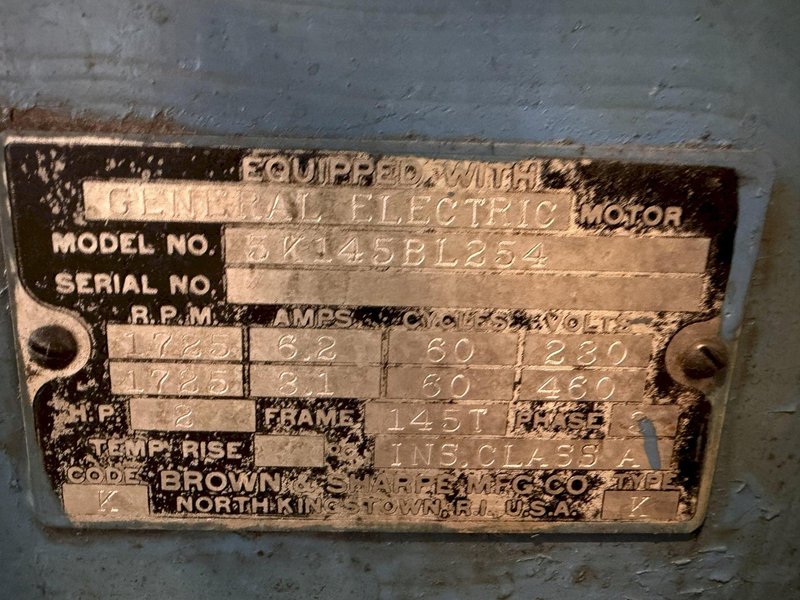 EQUIPPED WITH
GENERAL ELECTRIC MOTOR
MODEL NO. 5K145BL254
SERIAL NO.
R.P.M. AMPS. CYCLES VOLTS
1725 6.2 60 230
1725 3.1 60 460
H.P. 2 FRAME 145T PHASE 3
TEMP. RISE °C INS. CLASS A
CODE BROWN & SHARPE MFG. CO. TYPE
K NORTH KINGSTOWN, R.I. U.S.A. K